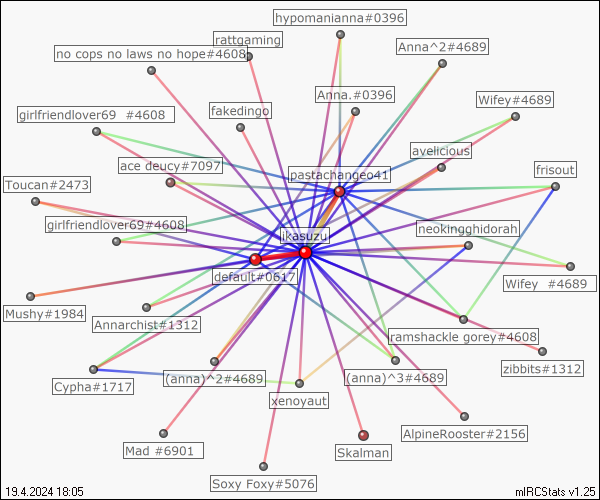 hypomanianna#0396
rattgaming
Anna^2#4689
no cops no laws no hope#4608
Anna.#0396
Wifey#4689
girlfriendlover69  #4608
fakedingo
avelicious
ace deucy#7097
pastachangeo41
frisout
Toucan#2473
girlfriendlover69#4608
ikasuzu
neokingghidorah
default#0617
Wifey  #4689
Mushy#1984
Annarchist#1312
ramshackle gorey#4608
zibbits#1312
Cypha#1717
(anna)^2#4689
(anna)^3#4689
xenoyaut
AlpineRooster#2156
Mad #6901
Skalman
Soxy Foxy#5076
19.4.2024 18:05
mIRCStats v1.25